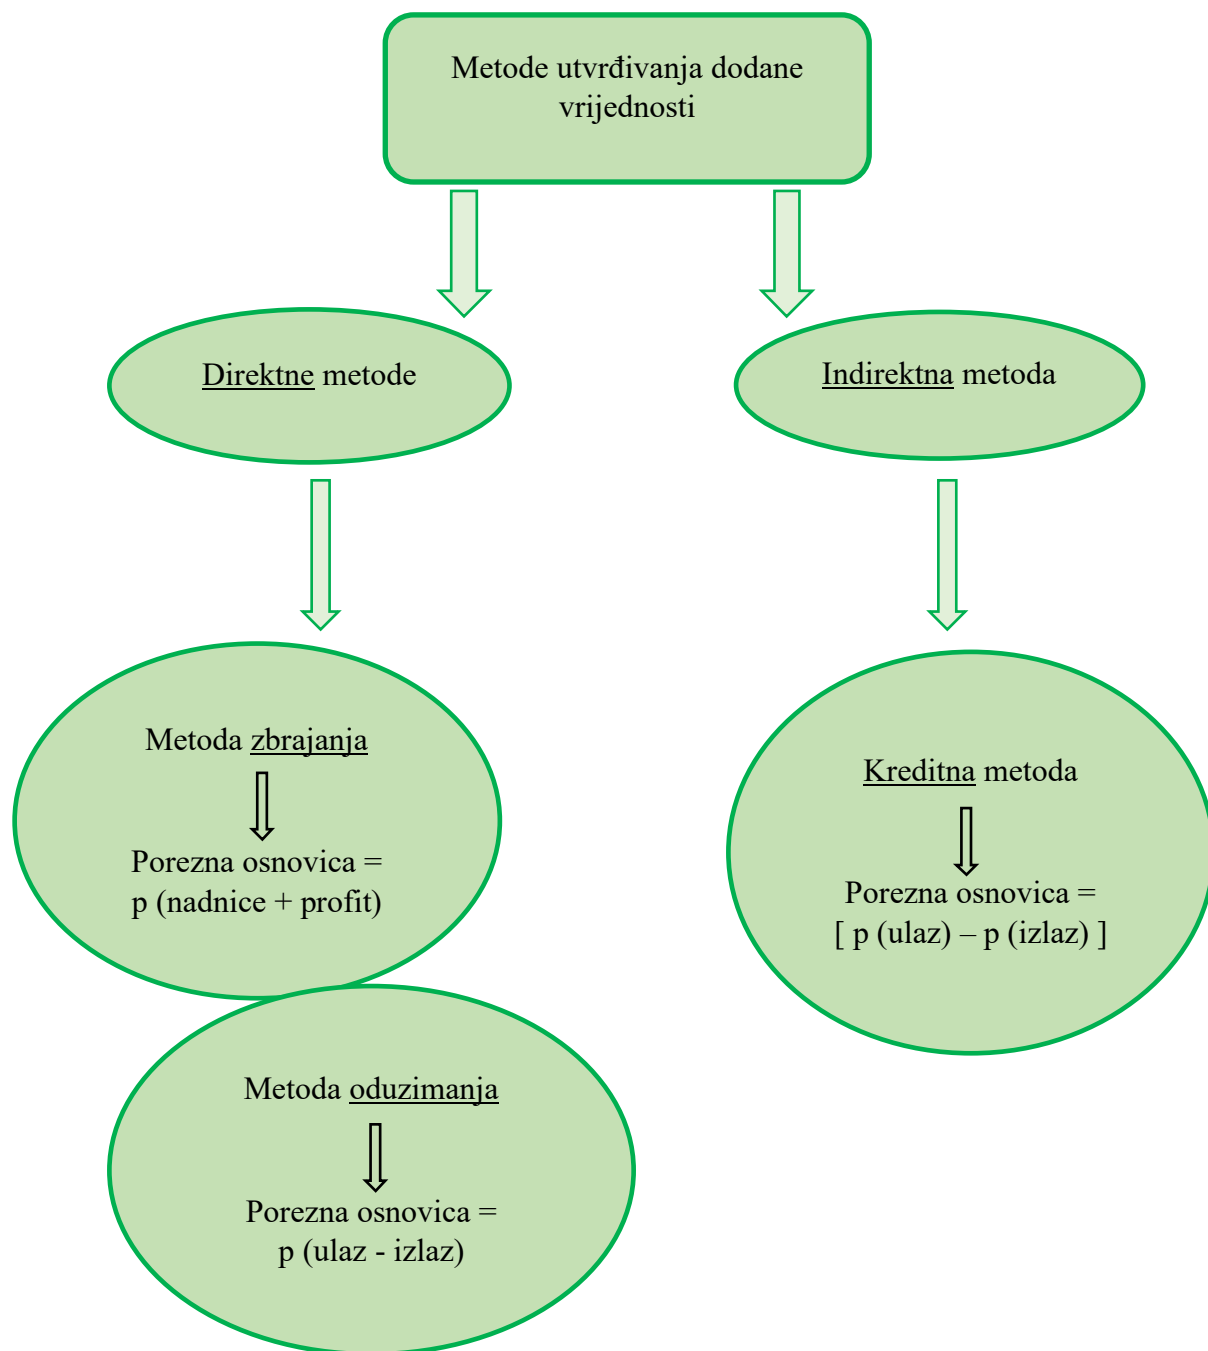 Metode utvrđivanja dodane
vrijednosti
Direktne metode
Indirektna metoda
Metoda zbrajanja
Porezna osnovica =
p (nadnice + profit)
Kreditna metoda
Porezna osnovica =
[ p (ulaz) – p (izlaz) ]
Metoda oduzimanja
Porezna osnovica =
p (ulaz - izlaz)